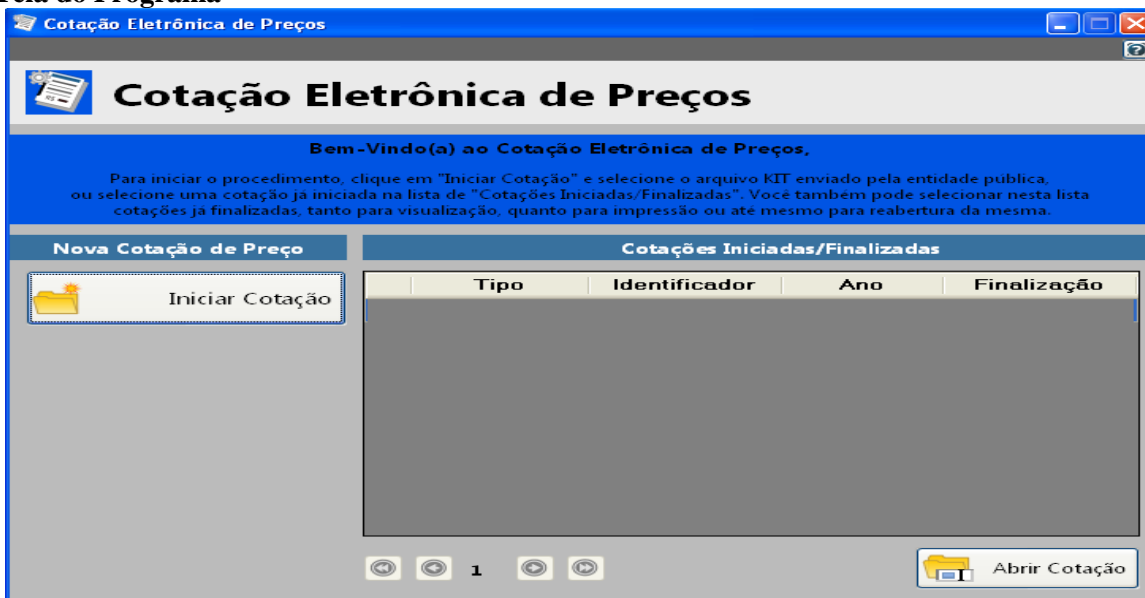 Tela do Programa
Cotação Eletrônica de Preços
Cotação Eletrônica de Preços
Bem-Vindo(a) ao Cotação Eletrônica de Preços,
Para iniciar o procedimento, clique em "Iniciar Cotação" e selecione o arquivo KIT enviado pela entidade pública,
ou selecione uma cotação já iniciada na lista de "Cotações Iniciadas/Finalizadas". Você também pode selecionar nesta lista
cotações já finalizadas, tanto para visualização, quanto para impressão ou até mesmo para reabertura da mesma.
Nova Cotação de Preço
Cotações Iniciadas/Finalizadas
Iniciar Cotação
Tipo Identificador Ano Finalização
1
Abrir Cotação